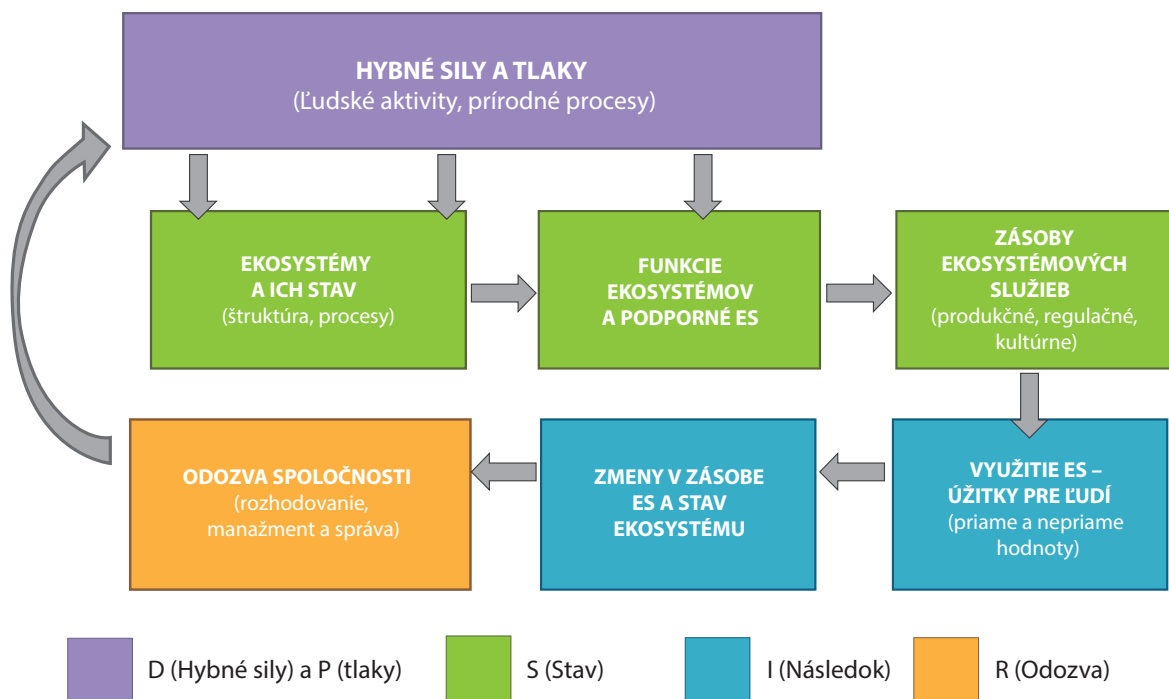 HYBNÉ SILY A TLAKY
(Ľudské aktivity, prírodné procesy)
EKOSYSTÉMY
A ICH STAV
(štruktúra, procesy)
FUNKCIE
EKOSYSTÉMOV
A PODPORNÉ ES
ZÁSOBY
EKOSYSTÉMOVÝCH
SLUŽIEB
(produkčné, regulačné,
kultúrne)
VYUŽITIE ES –
ÚŽITKY PRE ĽUDÍ
(priame a nepriame
hodnoty)
ZMENY V ZÁSOBE
ES A STAV
EKOSYSTÉMU
ODOZVA SPOLOČNOSTI
(rozhodovanie,
manažment a správa)
D (Hybné sily) a P (tlaky)
S (Stav)
I (Následok)
R (Odozva)